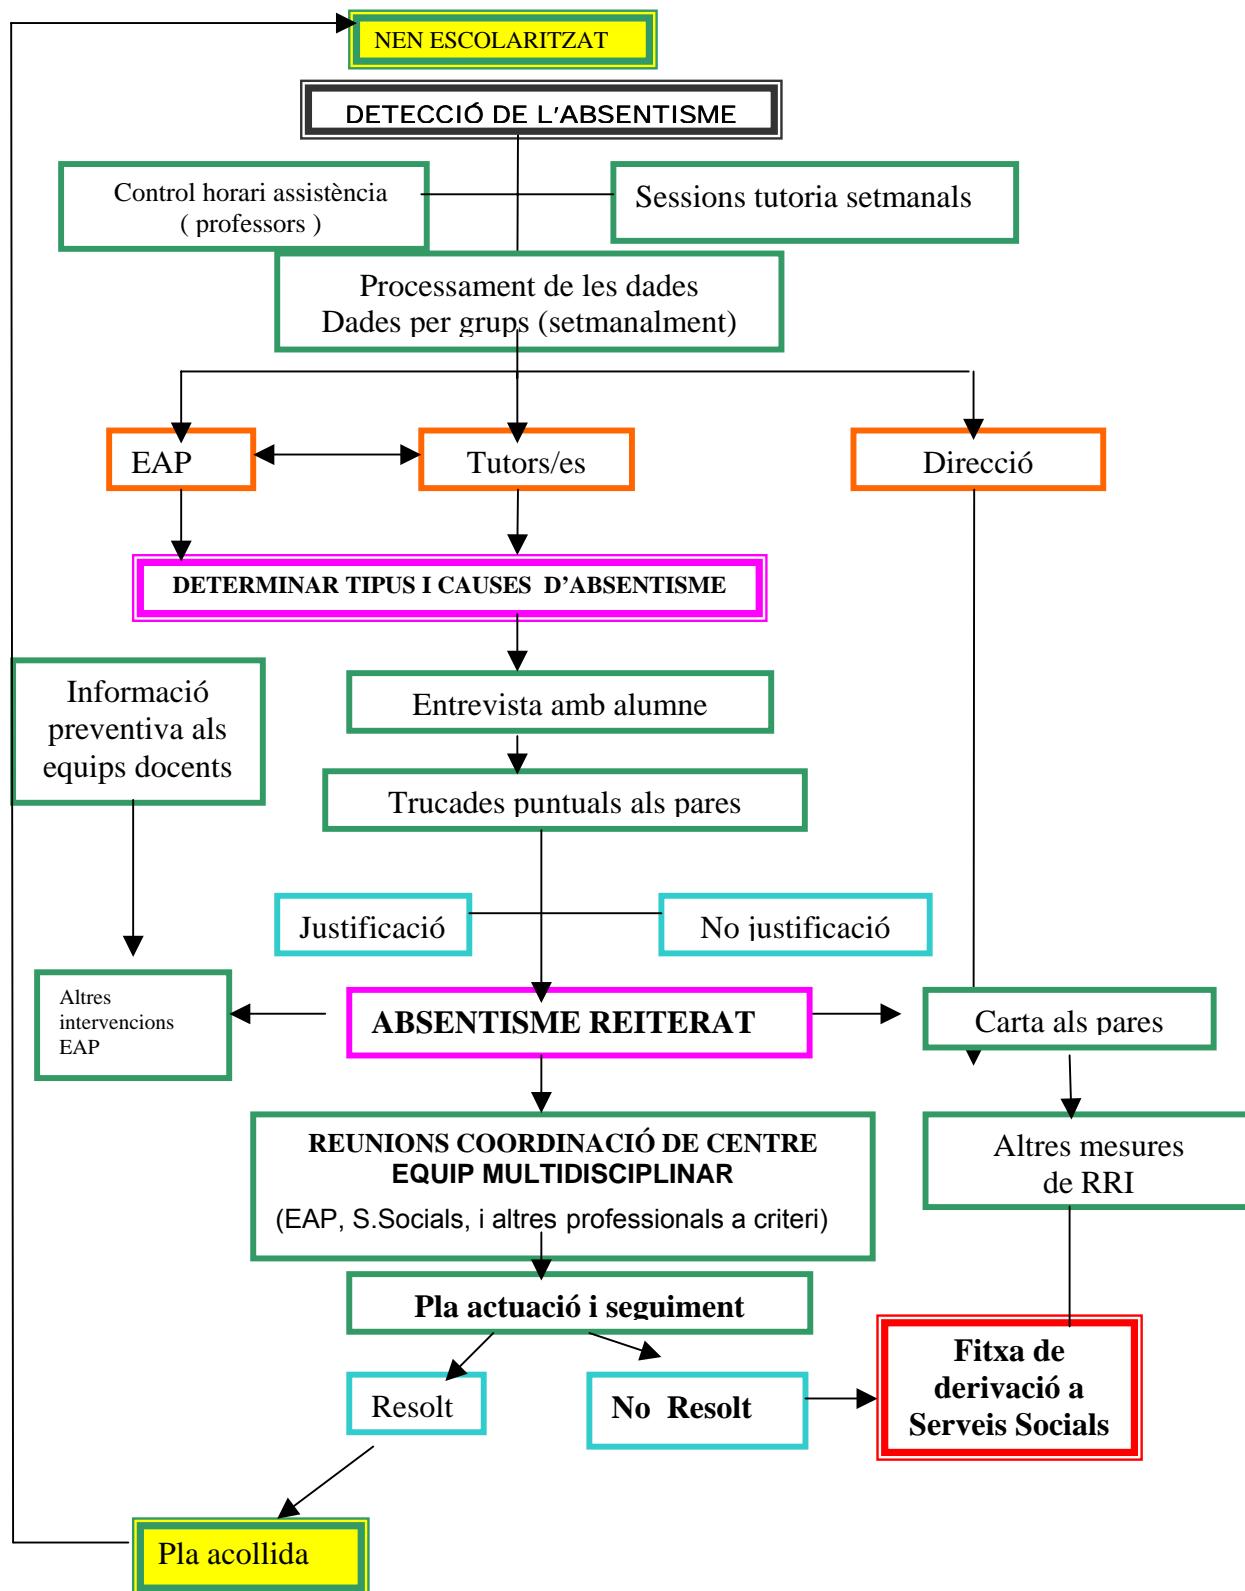 NEN ESCOLARITZAT
DETECCIÓ DE L'ABSENTISME
Control horari assistència
( professors )
Sessions tutoria setmanals
Processament de les dades
Dades per grups (setmanalment)
EAP
Tutors/es
Direcció
DETERMINAR TIPUS I CAUSES D'ABSENTISME
Informació
preventiva als
equips docents
Entrevista amb alumne
Trucades puntuals als pares
Justificació
No justificació
Altres
intervencions
EAP
ABSENTISME REITERAT
Carta als pares
REUNIONS COORDINACIÓ DE CENTRE
EQUIP MULTIDISCIPLINAR
(EAP, S.Socials, i altres professionals a criteri)
Altres mesures
de RRI
Pla actuació i seguiment
Resolt
No Resolt
Fitxa de
derivació a
Serveis Socials
Pla acollida